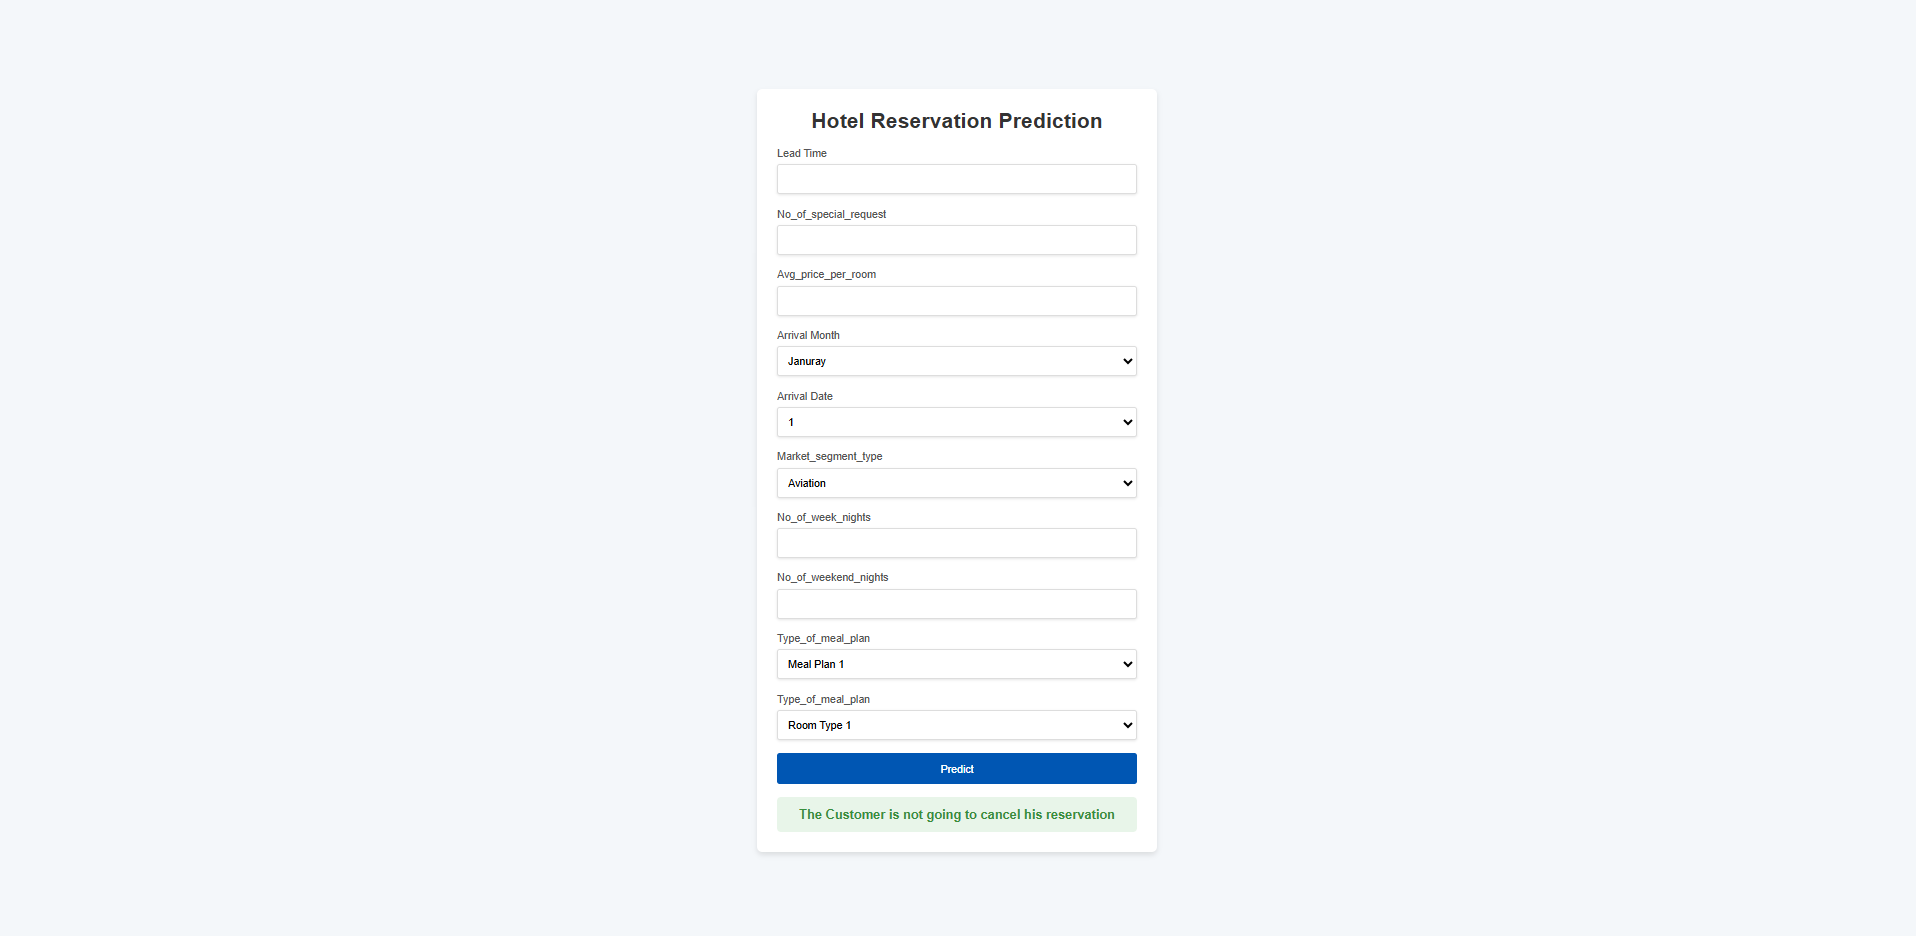 Hotel Reservation Prediction
Lead Time
No_of_special_request
Avg_price_per_room
Arrival Month
Januray
Arrival Date
1
Market_segment_type
Aviation
No_of_week_nights
No_of_weekend_nights
Type_of_meal_plan
Meal Plan 1
Type_of_meal_plan
Room Type 1
Predict
The Customer is not going to cancel his reservation